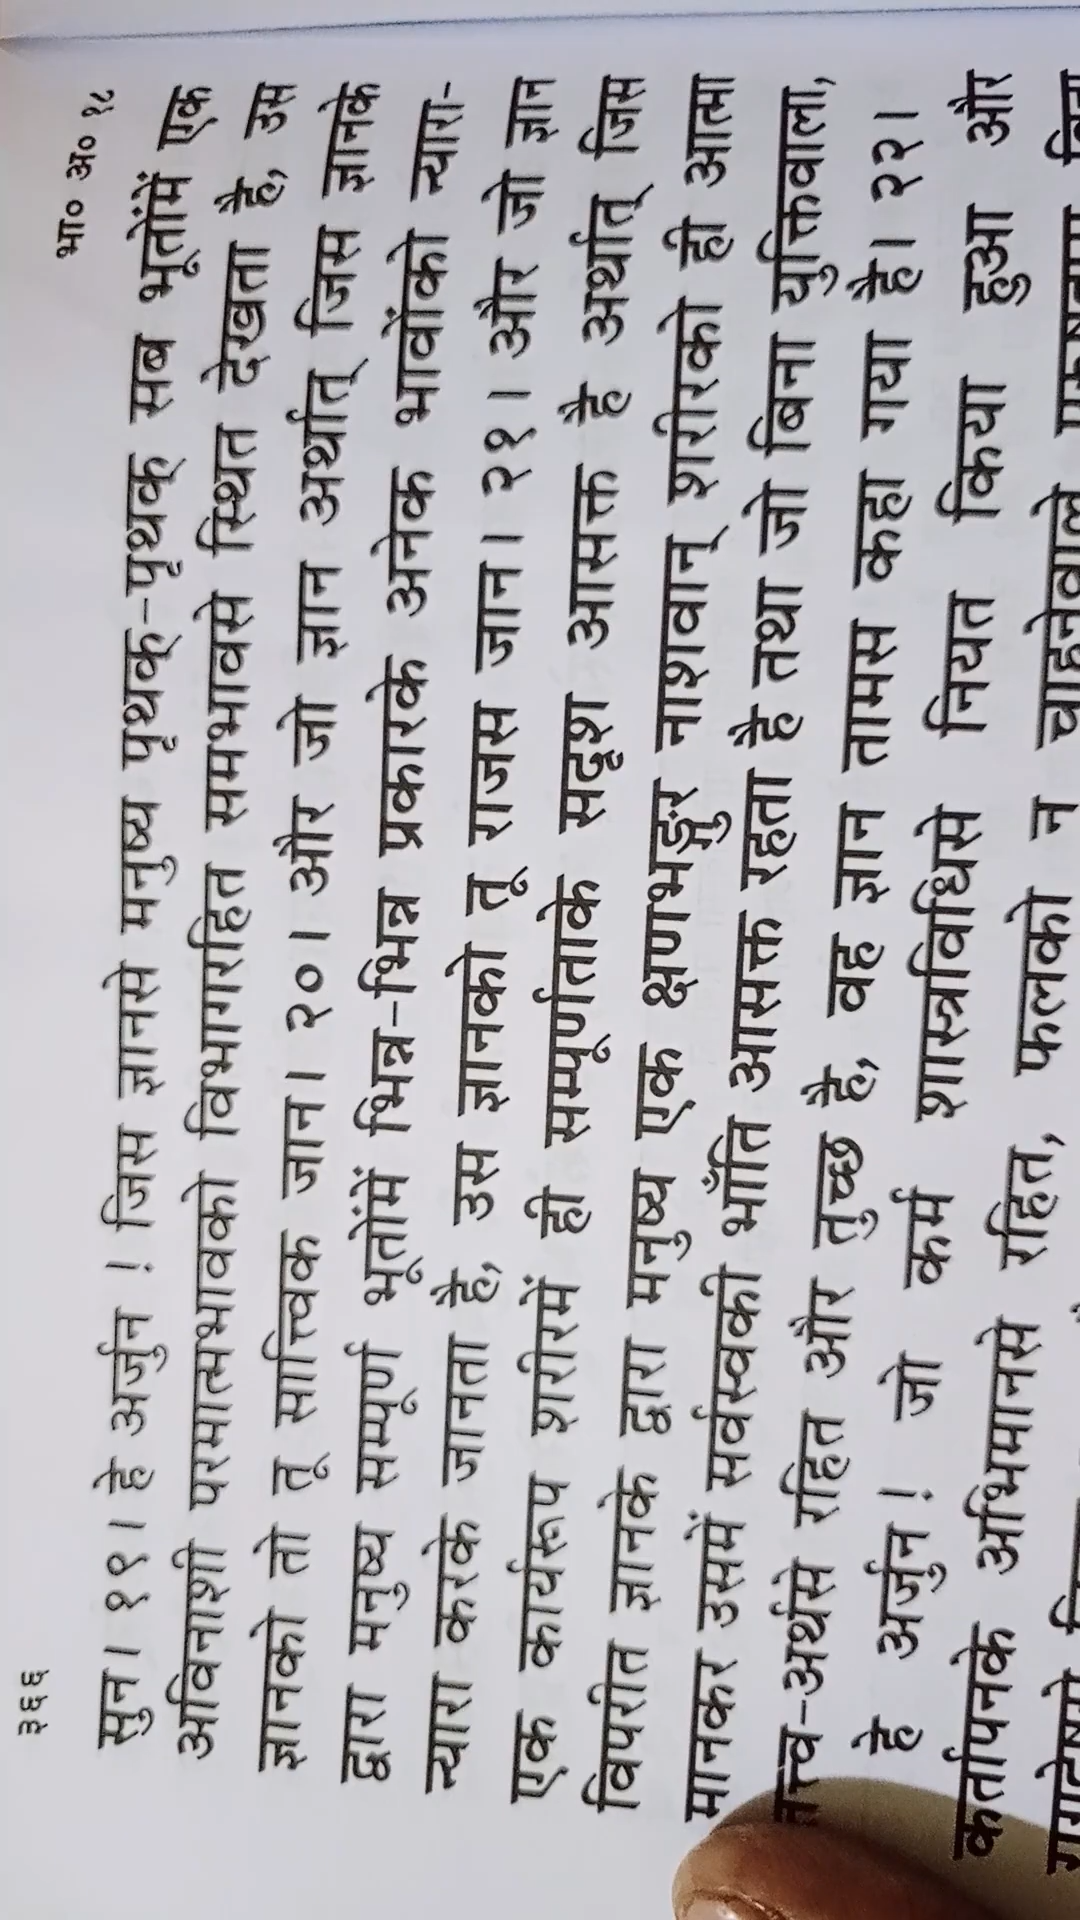 ३६६ भा० अ० १८
सुन। १९। हे अर्जुन ! जिस ज्ञानसे मनुष्य पृथक्-पृथक् सब भूतोंमें एक
अविनाशी परमात्मभावको विभागरहित समभावसे स्थित देखता है, उस
ज्ञानको तो तू सात्त्विक जान। २०। और जो ज्ञान अर्थात् जिस ज्ञानके
द्वारा मनुष्य सम्पूर्ण भूतोंमें भिन्न-भिन्न प्रकारके अनेक भावोंको न्यारा-
न्यारा करके जानता है, उस ज्ञानको तू राजस जान। २१। और जो ज्ञान
एक कार्यरूप शरीरमें ही सम्पूर्णताके सदृश आसक्त है अर्थात् जिस
विपरीत ज्ञानके द्वारा मनुष्य एक क्षणभङ्गुर नाशवान् शरीरको ही आत्मा
मानकर उसमें सर्वस्वकी भाँति आसक्त रहता है तथा जो बिना युक्तिवाला,
तत्त्व-अर्थसे रहित और तुच्छ है, वह ज्ञान तामस कहा गया है। २२।
हे अर्जुन ! जो कर्म शास्त्रविधिसे नियत किया हुआ और
कर्तापनके अभिमानसे रहित, फलको न चाहनेवाले पुरुषद्वारा बिना